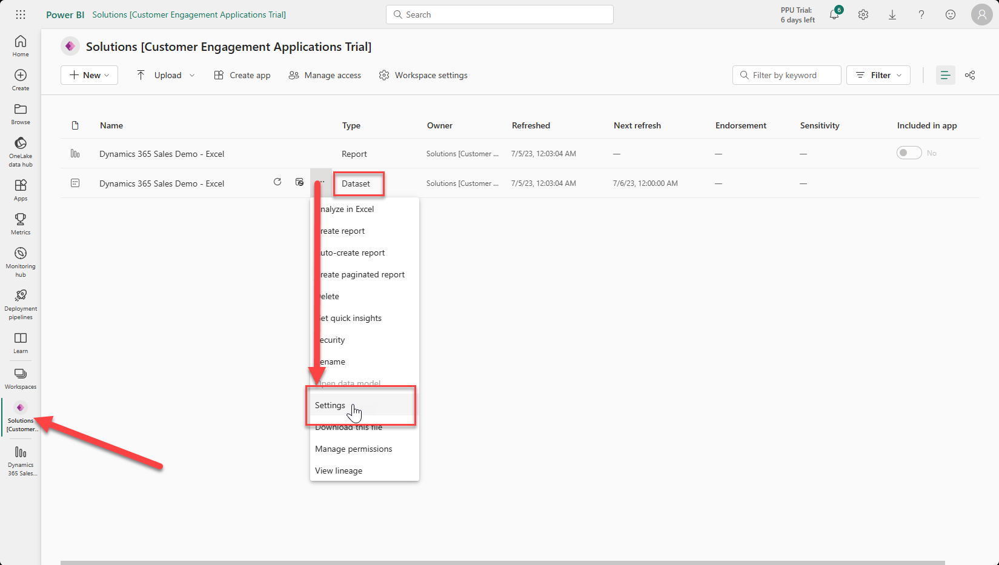 Power BI Solutions [Customer Engagement Applications Trial]
Search
PPU Trial:
6 days left
6
Home
Create
Browse
OneLake
data hub
Apps
Metrics
Monitoring
hub
Deployment
pipelines
Learn
Workspaces
Solutions
[Customer...
Dynamics
365 Sales...
Solutions [Customer Engagement Applications Trial]
New Upload Create app Manage access Workspace settings
Filter by keyword Filter
Name Type Owner Refreshed Next refresh Endorsement Sensitivity Included in app
Dynamics 365 Sales Demo - Excel Report Solutions [Customer ... 7/5/23, 12:03:04 AM — — — No
Dynamics 365 Sales Demo - Excel Dataset Solutions [Customer ... 7/5/23, 12:03:04 AM 7/6/23, 12:00:00 AM — —
nalyze in Excel
reate report
uto-create report
reate paginated report
elete
et quick insights
ecurity
ename
Open data model
Settings
Download this file
Manage permissions
View lineage